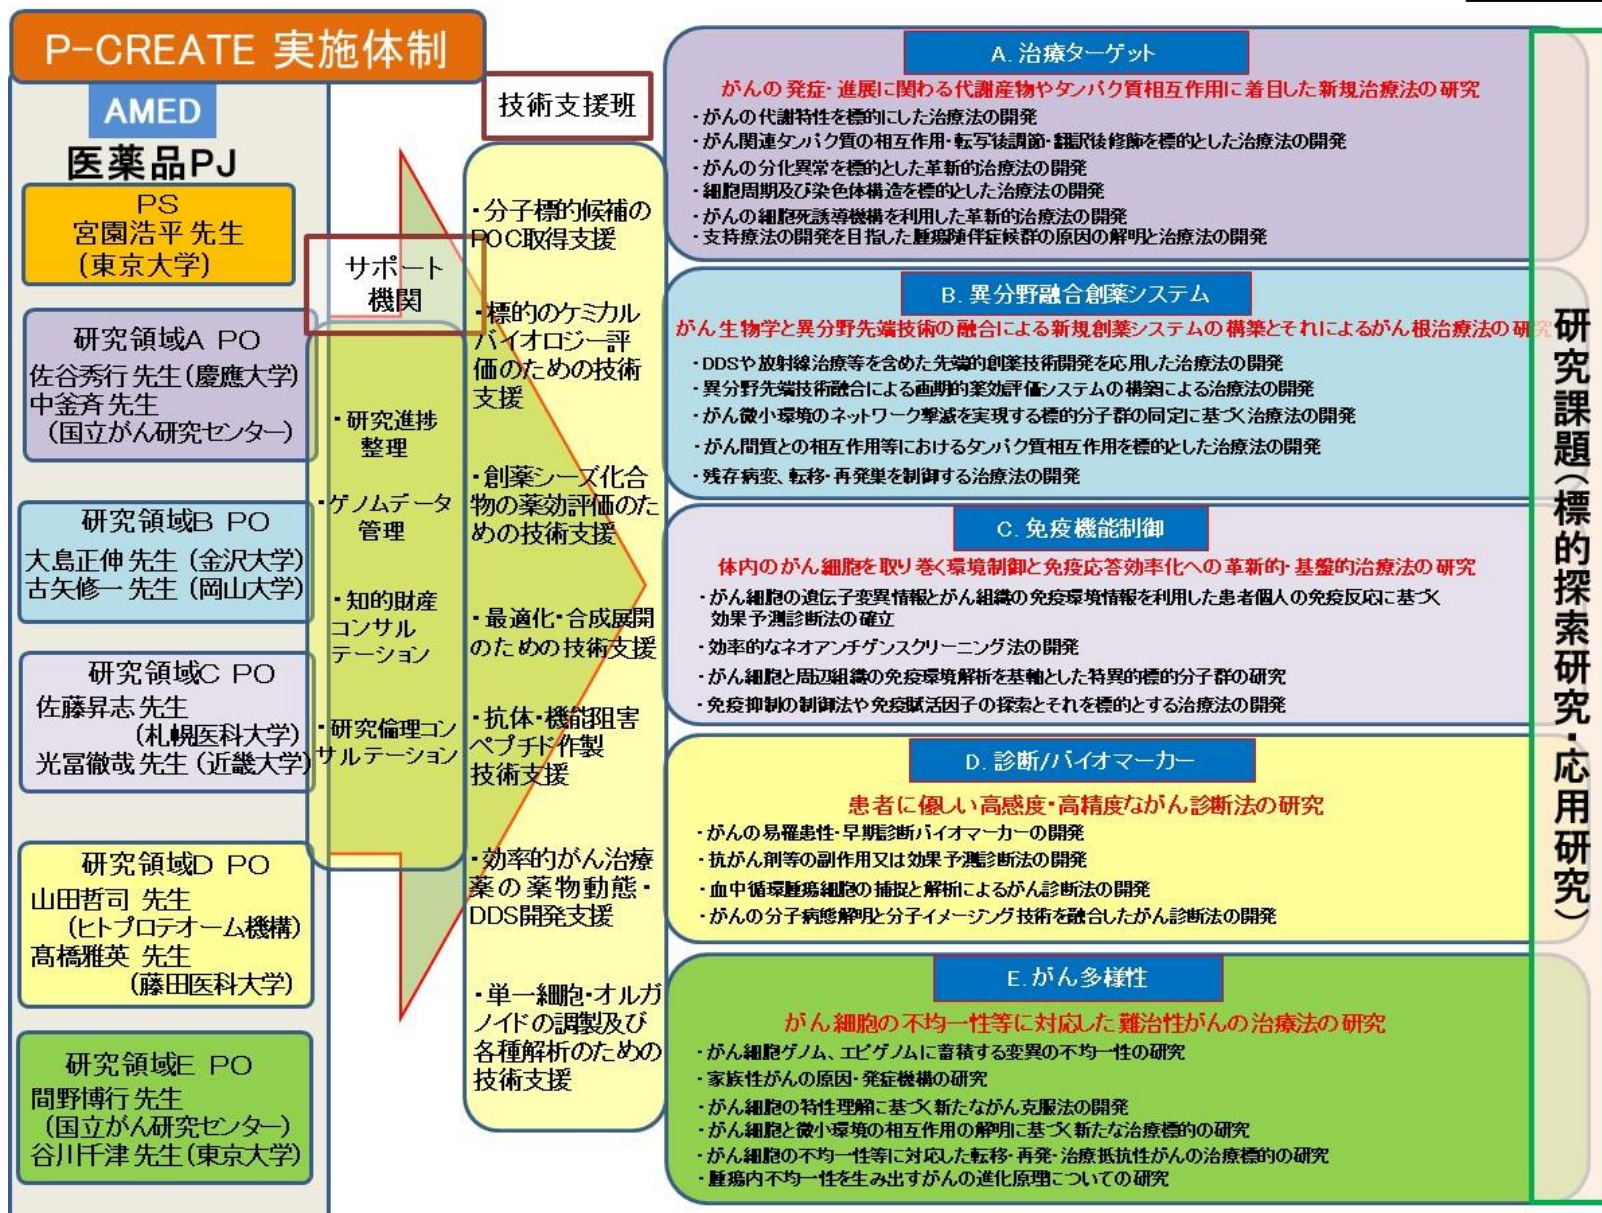 P-CREATE 実施体制
AMED
医薬品PJ
PS
宮園浩平 先生
(東京大学)
研究領域A PO
佐谷秀行 先生(慶應大学)
中釜斉 先生
(国立がん研究センター)
研究領域B PO
大島正伸 先生 (金沢大学)
古矢修一 先生 (岡山大学)
研究領域C PO
佐藤昇志 先生
(札幌医科大学)
光冨徹哉 先生 (近畿大学)
研究領域D PO
山田哲司 先生
(ヒトプロテオーム機構)
髙橋雅英 先生
(藤田医科大学)
研究領域E PO
間野博行 先生
(国立がん研究センター)
谷川千津 先生(東京大学)
サポート
機関
・研究進捗
整理
・ゲノムデータ
管理
・知的財産
コンサル
テーション
・研究倫理コン
サルテーション
技術支援班
・分子標的候補の
POC取得支援
・標的のケミカル
バイオロジー評
価のための技術
支援
・創薬シーズ化合
物の薬効評価のた
めの技術支援
・最適化・合成展開
のための技術支援
・抗体・機能阻害
ペプチド作製
技術支援
・効率的がん治療
薬の薬物動態・
DDS開発支援
・単一細胞・オルガ
ノイドの調製及び
各種解析のための
技術支援
A. 治療ターゲット
がんの発症・進展に関わる代謝産物やタンパク質相互作用に着目した新規治療法の研究
・がんの代謝特性を標的にした治療法の開発
・がん関連タンパク質の相互作用・転写後調節・翻訳後修飾を標的とした治療法の開発
・がんの分化異常を標的とした革新的治療法の開発
・細胞周期及び染色体構造を標的とした治療法の開発
・がんの細胞死誘導機構を利用した革新的治療法の開発
・支持療法の開発を目指した腫瘍随伴症候群の原因の解明と治療法の開発
B. 異分野融合創薬システム
がん生物学と異分野先端技術の融合による新規創薬システムの構築とそれによるがん根治療法の研究
・DDSや放射線治療等を含めた先端的創薬技術開発を応用した治療法の開発
・異分野先端技術融合による画期的薬効評価システムの構築による治療法の開発
・がん微小環境のネットワーク撃滅を実現する標的分子群の同定に基づく治療法の開発
・がん間質との相互作用等におけるタンパク質相互作用を標的とした治療法の開発
・残存病変、転移・再発巣を制御する治療法の開発
C. 免疫機能制御
体内のがん細胞を取り巻く環境制御と免疫応答効率化への革新的・基盤的治療法の研究
・がん細胞の遺伝子変異情報とがん組織の免疫環境情報を利用した患者個人の免疫反応に基づく
効果予測診断法の確立
・効率的なネオアンチゲンスクリーニング法の開発
・がん細胞と周辺組織の免疫環境解析を基軸とした特異的標的分子群の研究
・免疫抑制の制御法や免疫賦活因子の探索とそれを標的とする治療法の開発
D. 診断/バイオマーカー
患者に優しい高感度・高精度ながん診断法の研究
・がんの易罹患性・早期診断バイオマーカーの開発
・抗がん剤等の副作用又は効果予測診断法の開発
・血中循環腫瘍細胞の捕捉と解析によるがん診断法の開発
・がんの分子病態解明と分子イメージング技術を融合したがん診断法の開発
E. がん多様性
がん細胞の不均一性等に対応した難治性がんの治療法の研究
・がん細胞ゲノム、エピゲノムに蓄積する変異の不均一性の研究
・家族性がんの原因・発症機構の研究
・がん細胞の特性理解に基づく新たながん克服法の開発
・がん細胞と微小環境の相互作用の解明に基づく新たな治療標的の研究
・がん細胞の不均一性等に対応した転移・再発・治療抵抗性がんの治療標的の研究
・腫瘍内不均一性を生み出すがんの進化原理についての研究
研究課題(標的探索研究・応用研究)